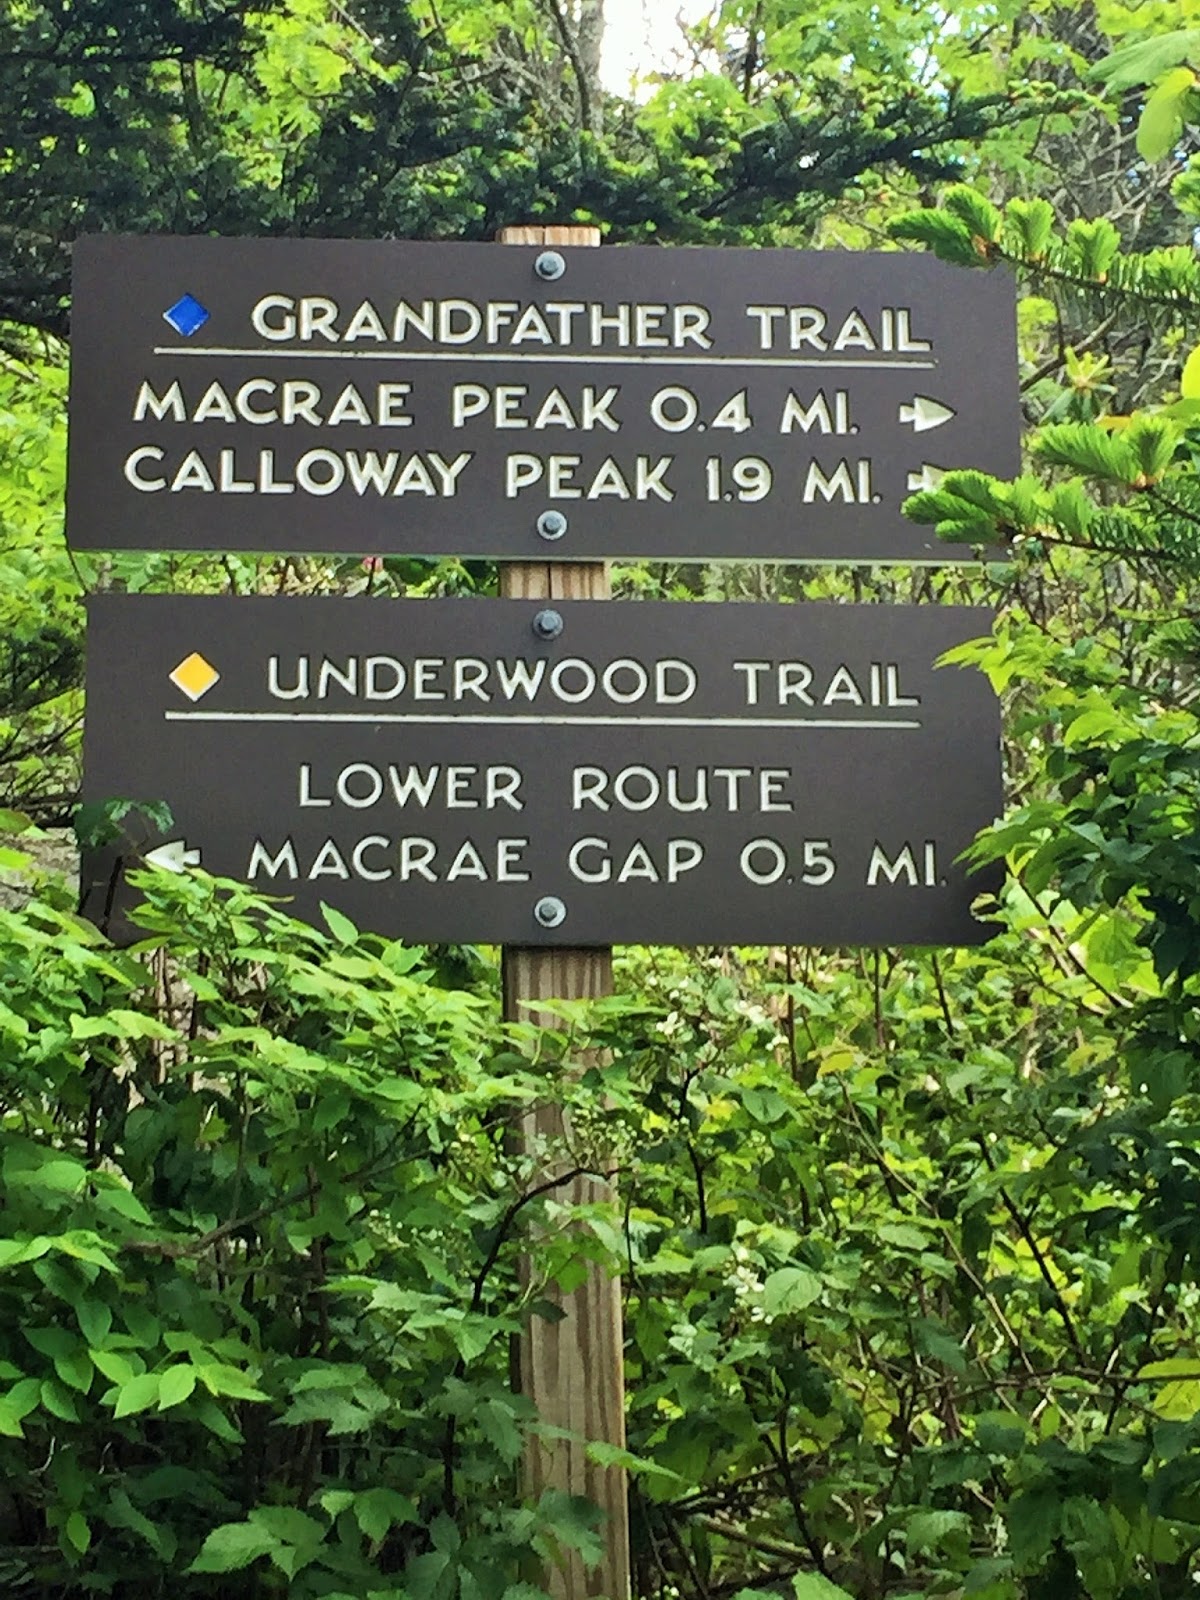 GRANDFATHER TRAIL
MACRAE PEAK 0.4 MI.
CALLOWAY PEAK 1.9 MI.
UNDERWOOD TRAIL
LOWER ROUTE
MACRAE GAP 0.5 MI.